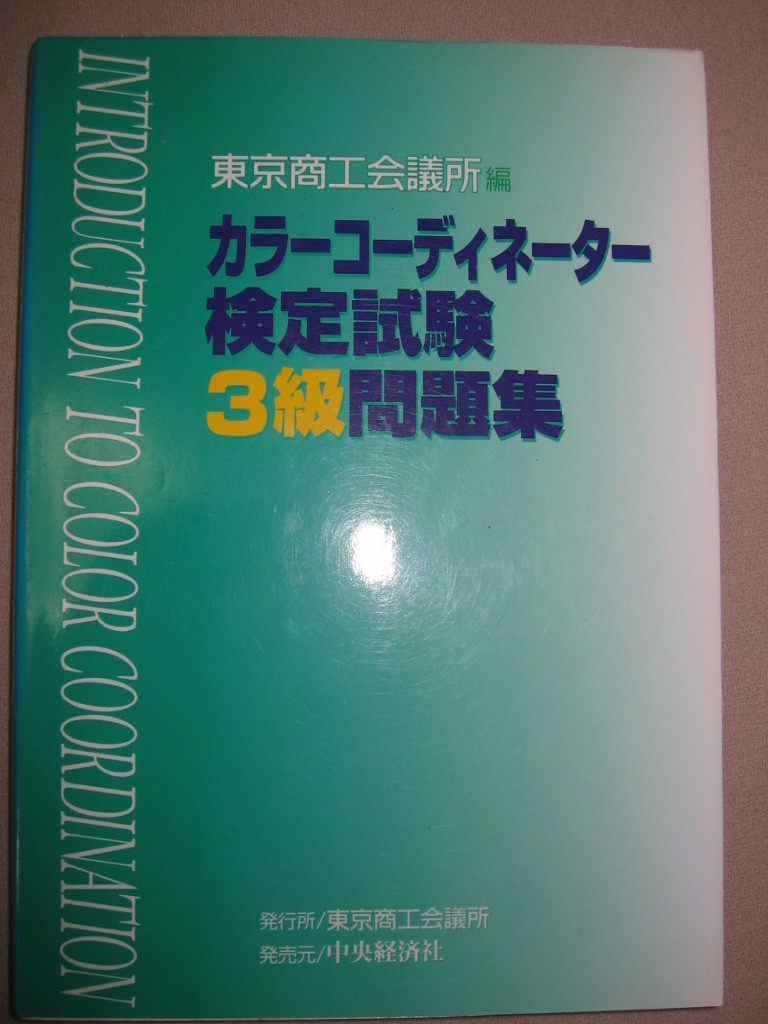 東京商工会議所編
カラーコーディネーター
検定試験
3級問題集
INTRODUCTION TO COLOR COORDINATION
発行所/東京商工会議所
発売元/中央経済社